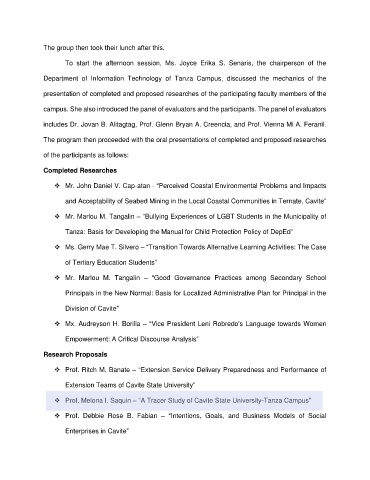 The group then took their lunch after this.
To start the afternoon session, Ms. Joyce Erika S. Senaris, the chairperson of the
Department of Information Technology of Tanza Campus, discussed the mechanics of the
presentation of completed and proposed researches of the participating faculty members of the
campus. She also introduced the panel of evaluators and the participants. The panel of evaluators
includes Dr. Jovan B. Alitagtag, Prof. Glenn Bryan A. Creencia, and Prof. Vienna Mi A. Feranil.
The program then proceeded with the oral presentations of completed and proposed researches
of the participants as follows:
Completed Researches
❖ Mr. John Daniel V. Cap-atan - “Perceived Coastal Environmental Problems and Impacts
and Acceptability of Seabed Mining in the Local Coastal Communities in Ternate, Cavite”
❖ Mr. Marlou M. Tangalin – “Bullying Experiences of LGBT Students in the Municipality of
Tanza: Basis for Developing the Manual for Child Protection Policy of DepEd”
❖ Ms. Gerry Mae T. Silvero – “Transition Towards Alternative Learning Activities: The Case
of Tertiary Education Students”
❖ Mr. Marlou M. Tangalin – “Good Governance Practices among Secondary School
Principals in the New Normal: Basis for Localized Administrative Plan for Principal in the
Division of Cavite”
❖ Mx. Audreyson H. Borilla – “Vice President Leni Robredo's Language towards Women
Empowerment: A Critical Discourse Analysis”
Research Proposals
❖ Prof. Ritch M. Banate – “Extension Service Delivery Preparedness and Performance of
Extension Teams of Cavite State University”
❖ Prof. Melona I. Saquin – “A Tracer Study of Cavite State University-Tanza Campus”
❖ Prof. Debbie Rose B. Fabian – “Intentions, Goals, and Business Models of Social
Enterprises in Cavite”